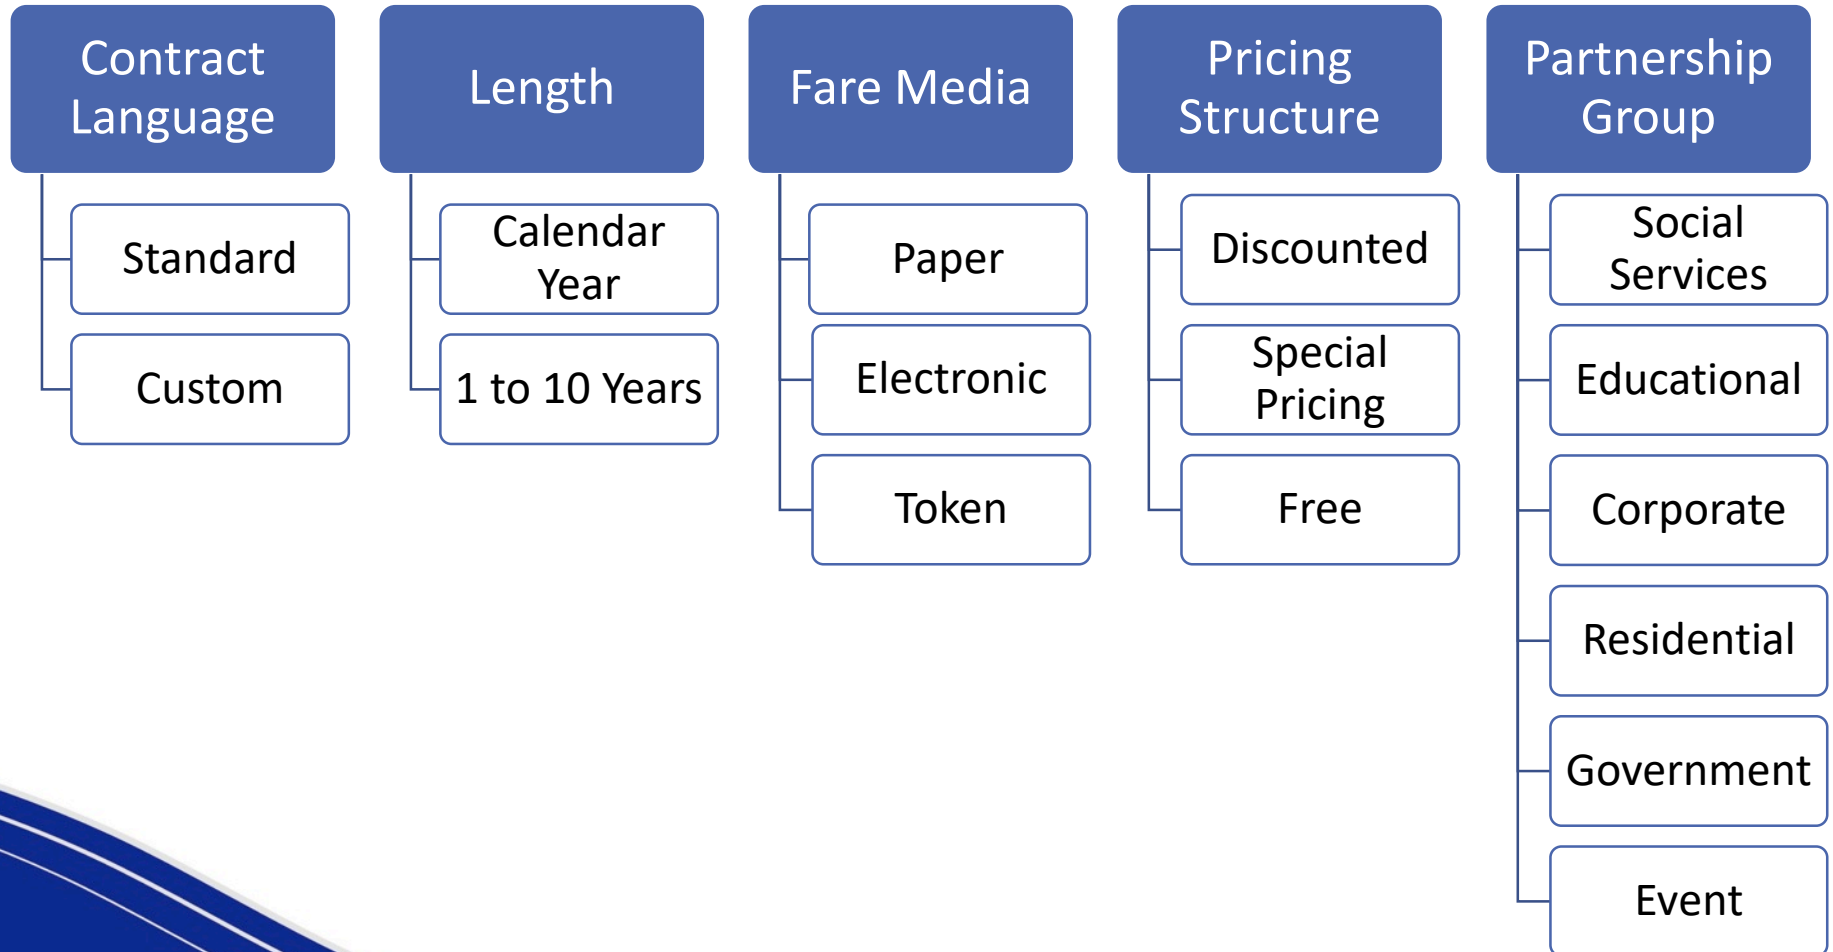 Contract
Language
Standard
Custom
Length
Calendar
Year
1 to 10 Years
Fare Media
Paper
Electronic
Token
Pricing
Structure
Discounted
Special
Pricing
Free
Partnership
Group
Social
Services
Educational
Corporate
Residential
Government
Event